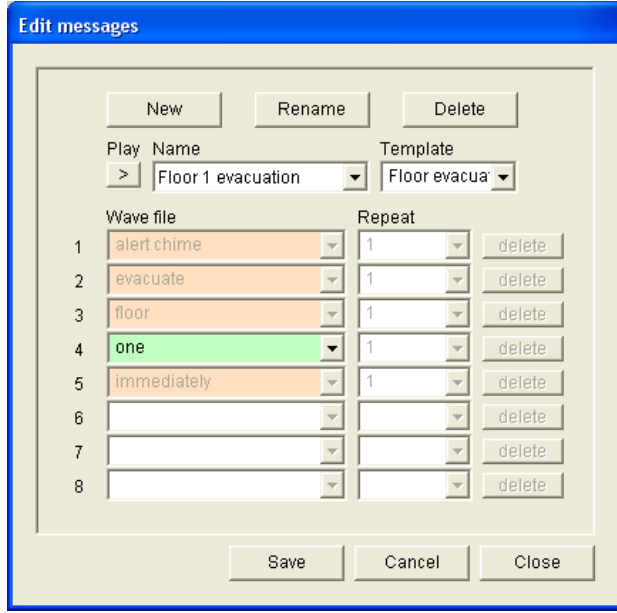 Edit messages
New Rename Delete
Play Name Template
> Floor 1 evacuation Floor evacua
Wave file Repeat
1 alert chime 1 delete
2 evacuate 1 delete
3 floor 1 delete
4 one 1 delete
5 immediately 1 delete
6 delete
7 delete
8 delete
Save Cancel Close